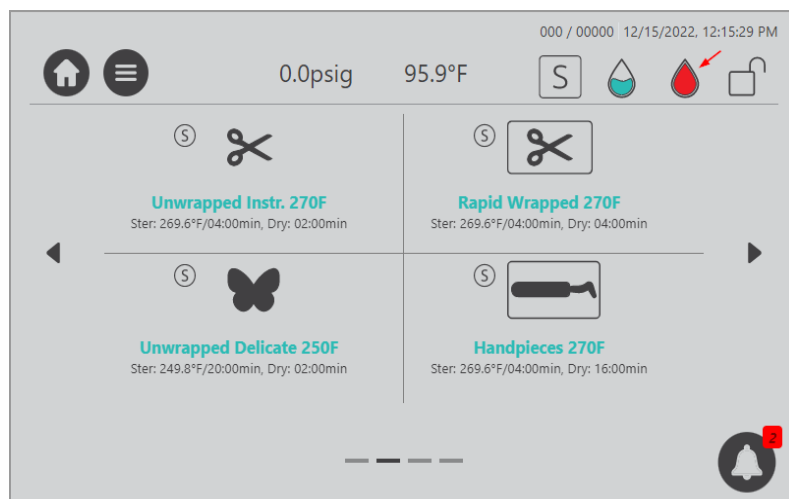 000 / 00000 12/15/2022, 12:15:29 PM
0.0psig 95.9°F S
S
S
Unwrapped Instr. 270F
Ster: 269.6°F/04:00min, Dry: 02:00min
Rapid Wrapped 270F
Ster: 269.6°F/04:00min, Dry: 04:00min
S
S
Unwrapped Delicate 250F
Ster: 249.8°F/20:00min, Dry: 02:00min
Handpieces 270F
Ster: 269.6°F/04:00min, Dry: 16:00min
2